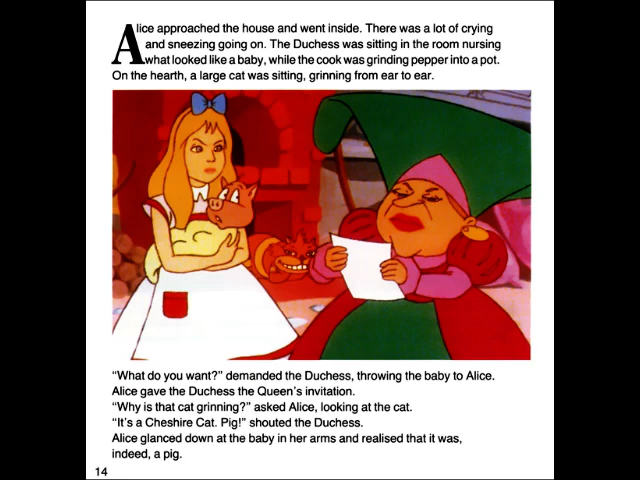 Alice approached the house and went inside. There was a lot of crying
and sneezing going on. The Duchess was sitting in the room nursing
what looked like a baby, while the cook was grinding pepper into a pot.
On the hearth, a large cat was sitting, grinning from ear to ear.
“What do you want?” demanded the Duchess, throwing the baby to Alice.
Alice gave the Duchess the Queen’s invitation.
“Why is that cat grinning?” asked Alice, looking at the cat.
“It’s a Cheshire Cat. Pig!” shouted the Duchess.
Alice glanced down at the baby in her arms and realised that it was,
indeed, a pig.
14